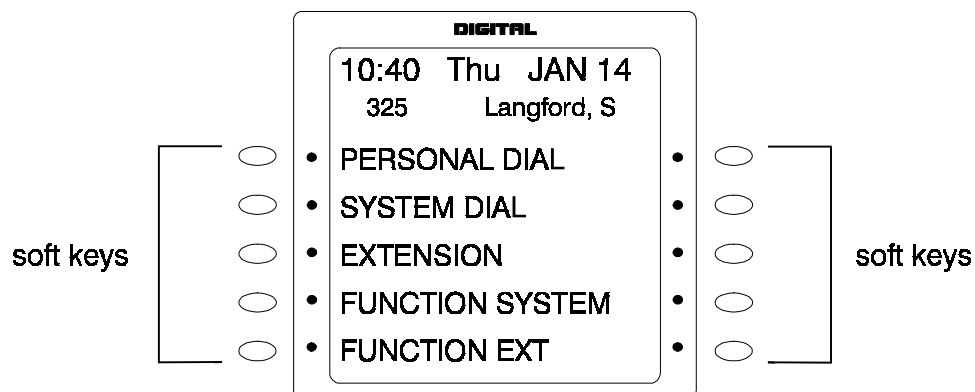 DIGITAL
10:40 Thu JAN 14
325 Langford, S
• PERSONAL DIAL •
• SYSTEM DIAL •
soft keys • EXTENSION • soft keys
• FUNCTION SYSTEM •
• FUNCTION EXT •